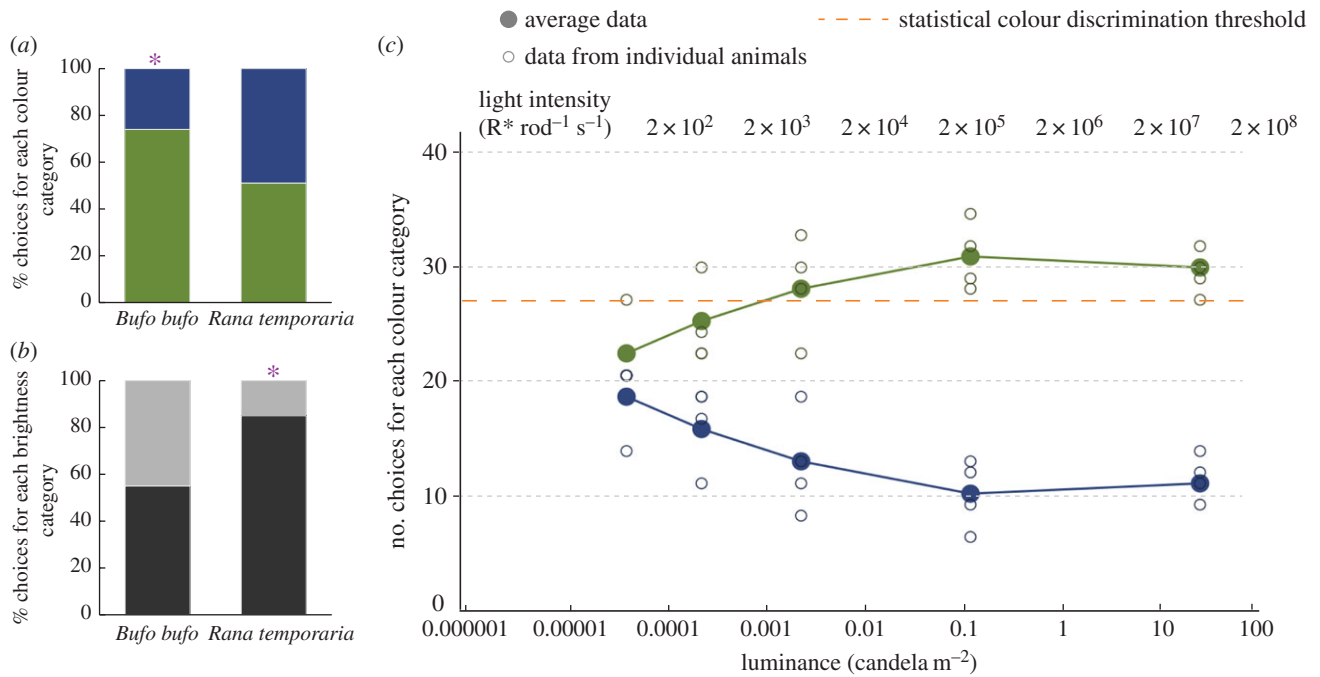 average data
statistical colour discrimination threshold
data from individual animals
(a)
*
100
80
60
40
20
0
% choices for each colour
category
Bufo bufo Rana temporaria
(b)
*
100
80
60
40
20
0
% choices for each brightness
category
Bufo bufo Rana temporaria
(c)
light intensity
(R* rod⁻¹ s⁻¹) 2 × 10² 2 × 10³ 2 × 10⁴ 2 × 10⁵ 2 × 10⁶ 2 × 10⁷ 2 × 10⁸
40
30
20
10
0
no. choices for each colour category
0.000001 0.00001 0.0001 0.001 0.01 0.1 1 10 100
luminance (candela m⁻²)